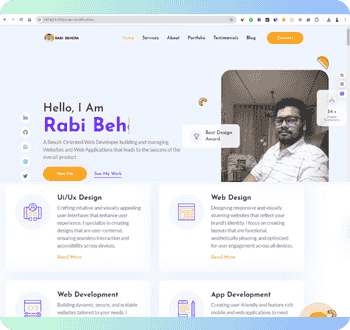 RABI BEHERA
Home Services About Portfolio Testimonials Blog
Connect
Hello, I Am
Rabi Beh
A Result-Oriented Web Developer building and managing
Websites and Web Applications that leads to the success of the
overall product
Hire Me See My Work
Best Design
Award
Ui/Ux Design
Crafting intuitive and visually appealing
user interfaces that enhance user
experience. I specialize in creating
designs that are user-centered,
ensuring seamless interaction and
accessibility across devices.
Read More
Web Design
Designing responsive and visually
stunning websites that reflect your
brand's identity. I focus on creating
layouts that are functional,
aesthetically pleasing, and optimized
for user engagement across all devices.
Read More
Web Development
Building dynamic, secure, and scalable
websites tailored to your needs. I
App Development
Creating user-friendly and feature-rich
mobile and web applications to meet